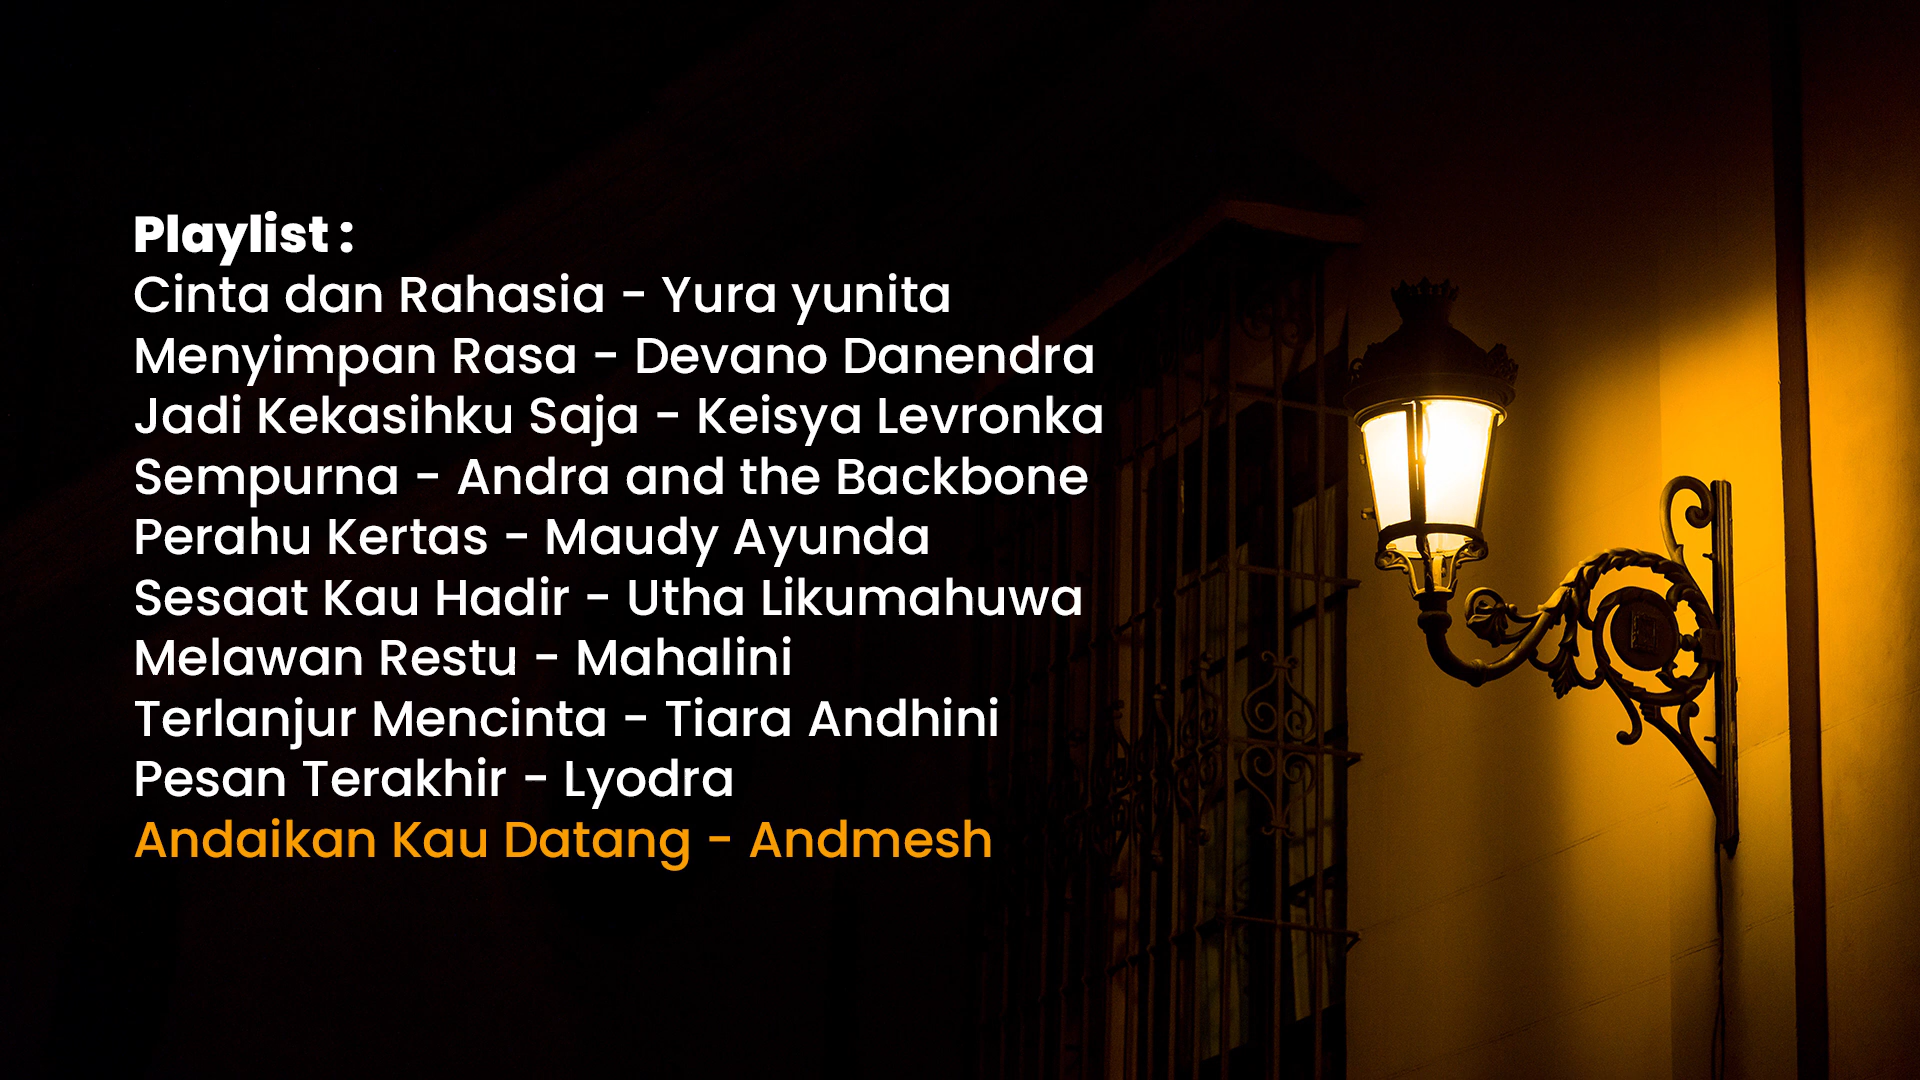 Playlist :
Cinta dan Rahasia - Yura yunita
Menyimpan Rasa - Devano Danendra
Jadi Kekasihku Saja - Keisya Levronka
Sempurna - Andra and the Backbone
Perahu Kertas - Maudy Ayunda
Sesaat Kau Hadir - Utha Likumahuwa
Melawan Restu - Mahalini
Terlanjur Mencinta - Tiara Andhini
Pesan Terakhir - Lyodra
Andaikan Kau Datang - Andmesh